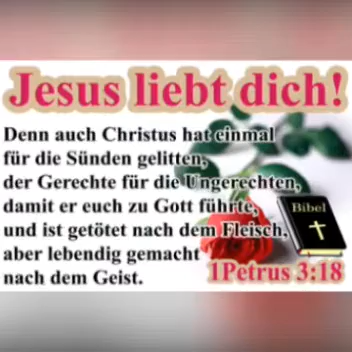 Jesus liebt dich!
Denn auch Christus hat einmal
für die Sünden gelitten,
der Gerechte für die Ungerechten,
damit er euch zu Gott führte,
und ist getötet nach dem Fleisch,
aber lebendig gemacht
nach dem Geist.
Bibel
1Petrus 3:18